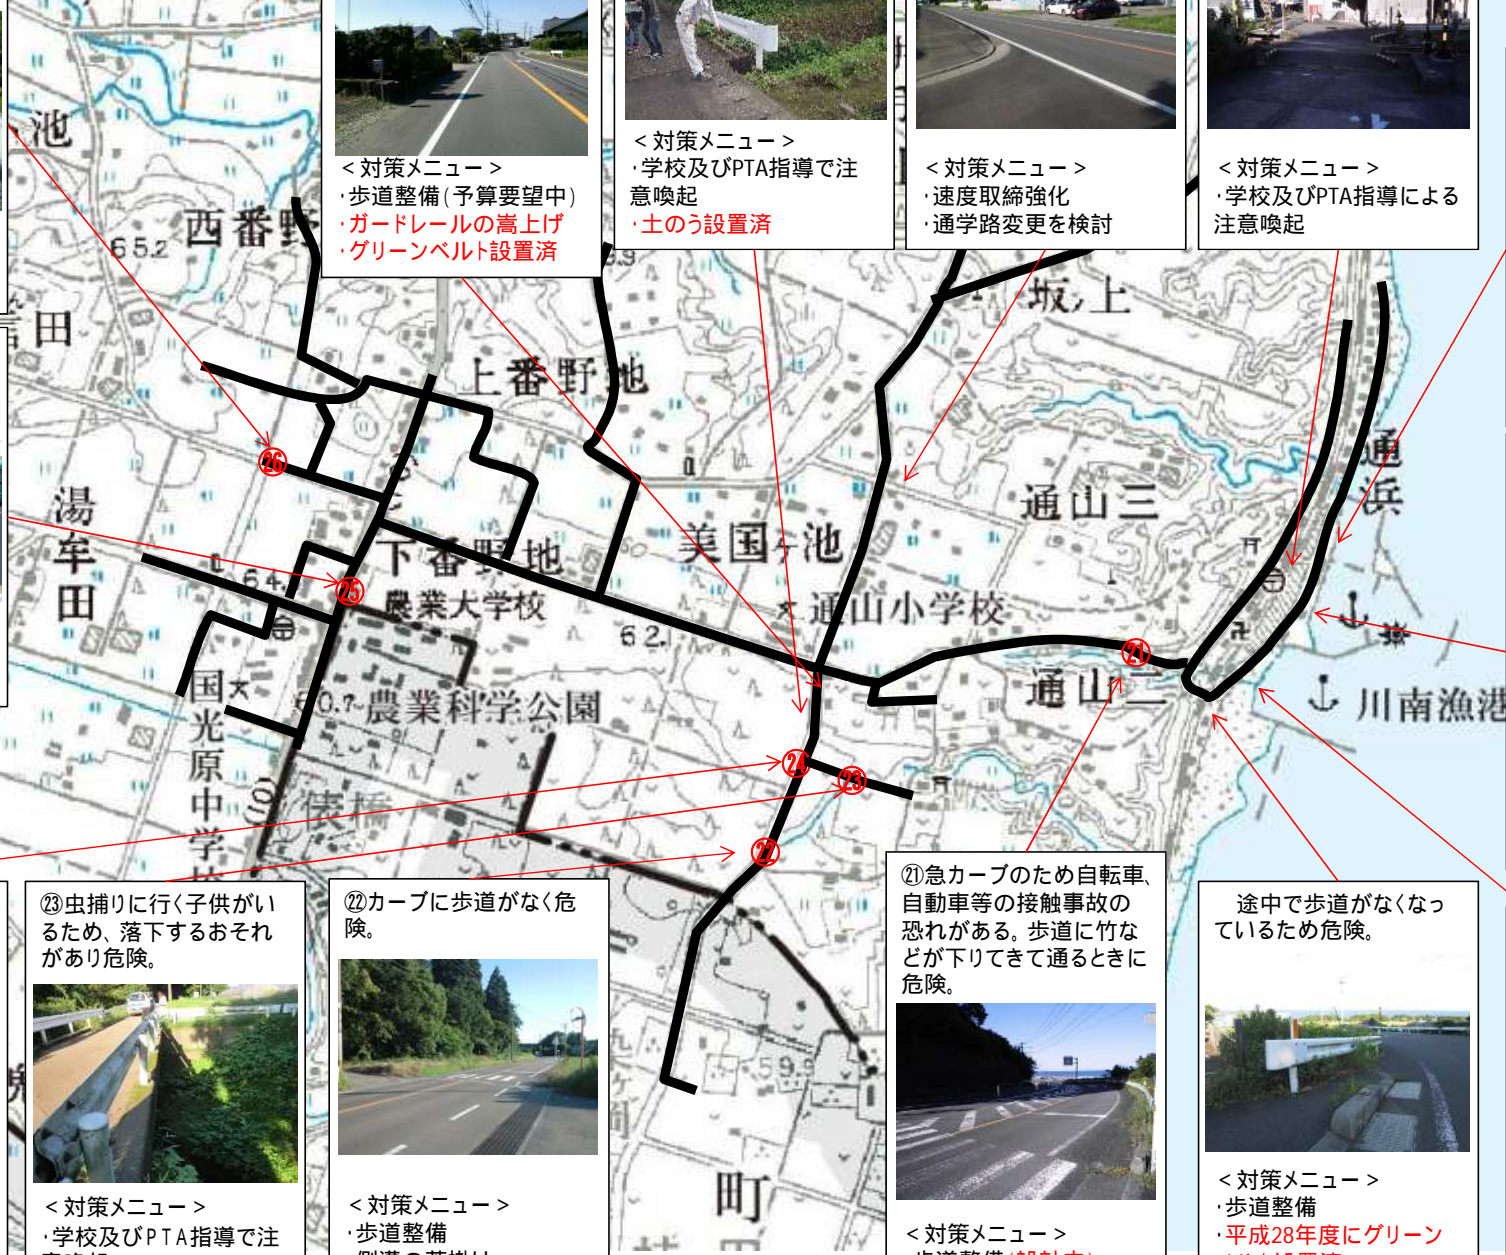 <対策メニュー>
·歩道整備(予算要望中)
·ガードレールの嵩上げ
·グリーンベルト設置済
<対策メニュー>
·学校及びPTA指導で注
意喚起
·土のう設置済
<対策メニュー>
·速度取締強化
·通学路変更を検討
<対策メニュー>
·学校及びPTA指導による
注意喚起
池
西番野
65.2
田
坂ノ上
上番野地
通浜
湯牟田
㉖
通山三
美国ヶ池
下番野地
64.
㉕
農業大学校
62.
通山小学校
㉑
通山二
川南漁港
国光原中学校
60.7
農業科学公園
㉔
㉓
㉒
59.9
町
㉓虫捕りに行く子供がい
るため、落下するおそれ
があり危険。
<対策メニュー>
·学校及びPTA指導で注
㉒カーブに歩道がなく危
険。
<対策メニュー>
·歩道整備
㉑急カーブのため自転車、
自動車等の接触事故の
恐れがある。歩道に竹な
どが下りてきて通るときに
危険。
<対策メニュー>
途中で歩道がなくなっ
ているため危険。
<対策メニュー>
·歩道整備
·平成28年度にグリーン